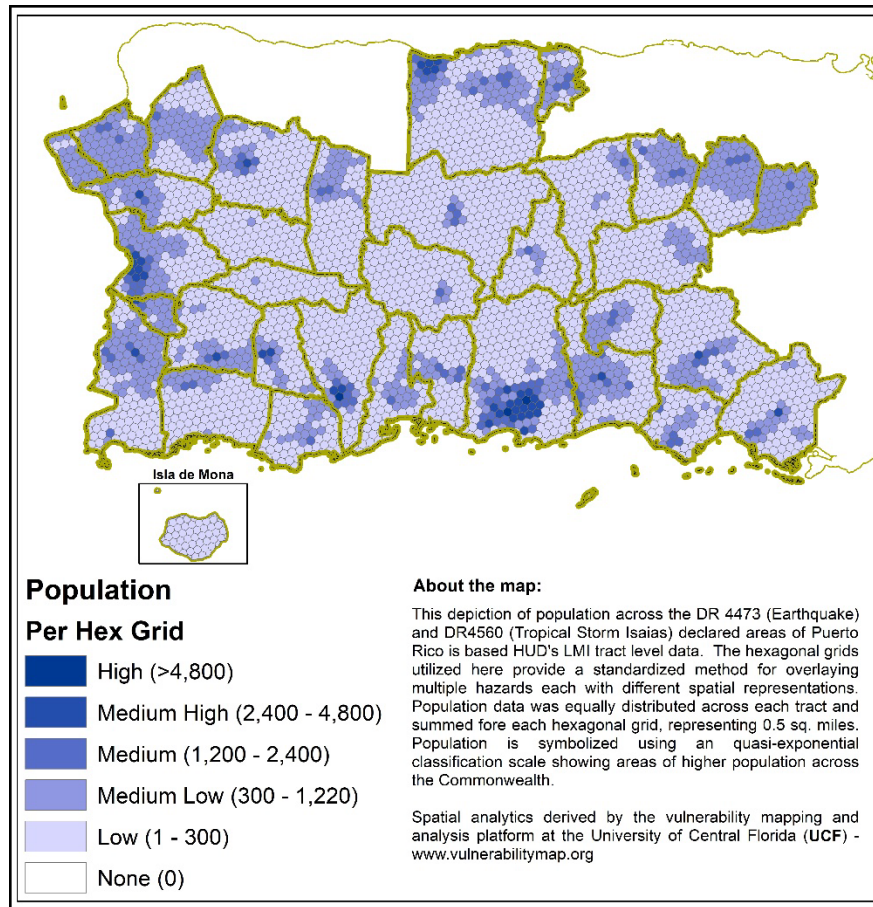 Isla de Mona
Population
Per Hex Grid
High (>4,800)
Medium High (2,400 - 4,800)
Medium (1,200 - 2,400)
Medium Low (300 - 1,220)
Low (1 - 300)
None (0)
About the map:
This depiction of population across the DR 4473 (Earthquake)
and DR4560 (Tropical Storm Isaias) declared areas of Puerto
Rico is based HUD's LMI tract level data. The hexagonal grids
utilized here provide a standardized method for overlaying
multiple hazards each with different spatial representations.
Population data was equally distributed across each tract and
summed fore each hexagonal grid, representing 0.5 sq. miles.
Population is symbolized using an quasi-exponential
classification scale showing areas of higher population across
the Commonwealth.
Spatial analytics derived by the vulnerability mapping and
analysis platform at the University of Central Florida (UCF) -
www.vulnerabilitymap.org